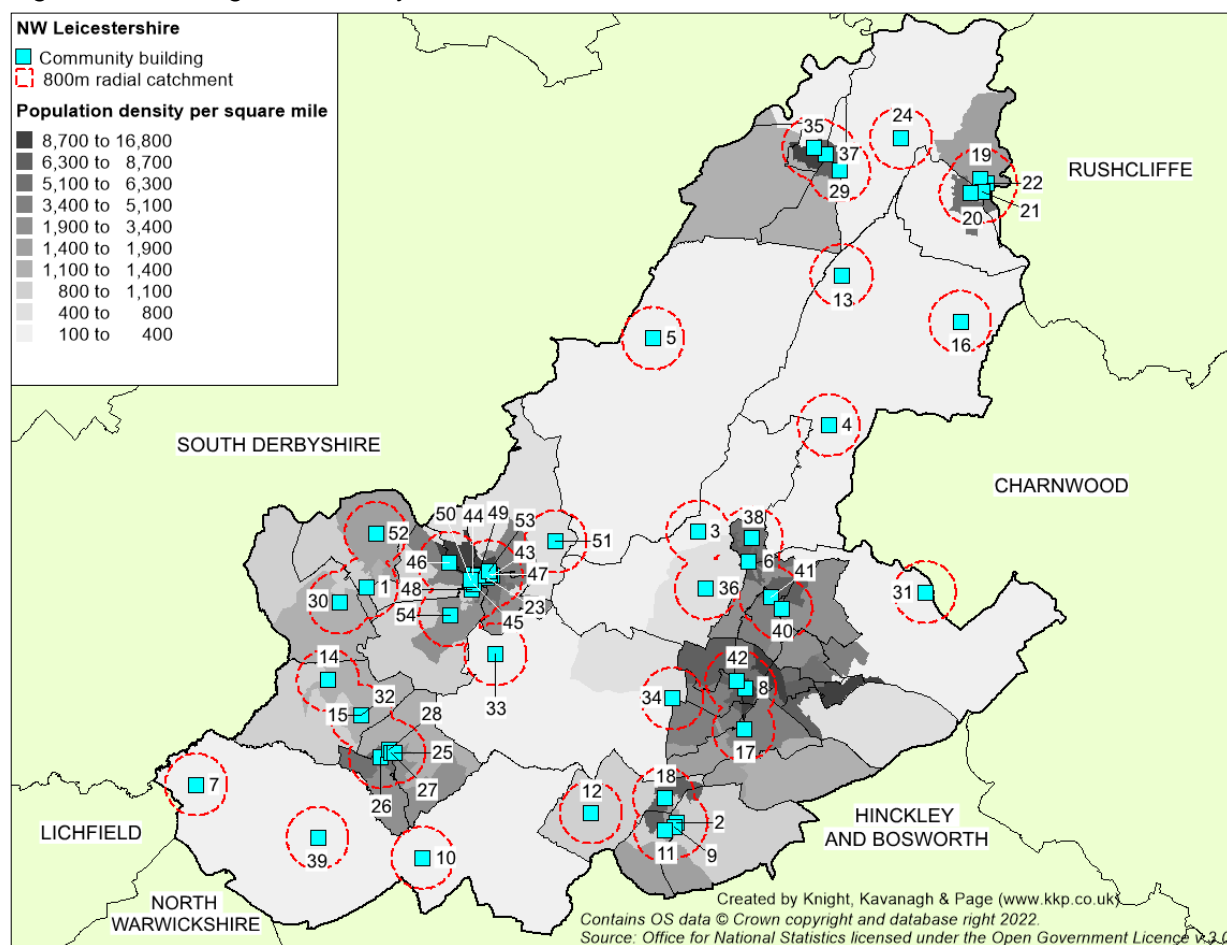 NW Leicestershire
Community building
800m radial catchment
Population density per square mile
8,700 to 16,800
6,300 to 8,700
5,100 to 6,300
3,400 to 5,100
1,900 to 3,400
1,400 to 1,900
1,100 to 1,400
800 to 1,100
400 to 800
100 to 400
35
24
37
19
29
22
20
21
RUSHCLIFFE
13
5
16
4
SOUTH DERBYSHIRE
CHARNWOOD
50
44
49
53
43
52
46
51
3
38
6
41
1
47
48
23
36
31
30
54
45
40
14
33
42
8
34
32
15
28
17
25
27
26
7
12
18
2
11
9
39
10
LICHFIELD
HINCKLEY
AND BOSWORTH
NORTH
WARWICKSHIRE
Created by Knight, Kavanagh & Page (www.kkp.co.uk)
Contains OS data © Crown copyright and database right 2022.
Source: Office for National Statistics licensed under the Open Government Licence v.3.0